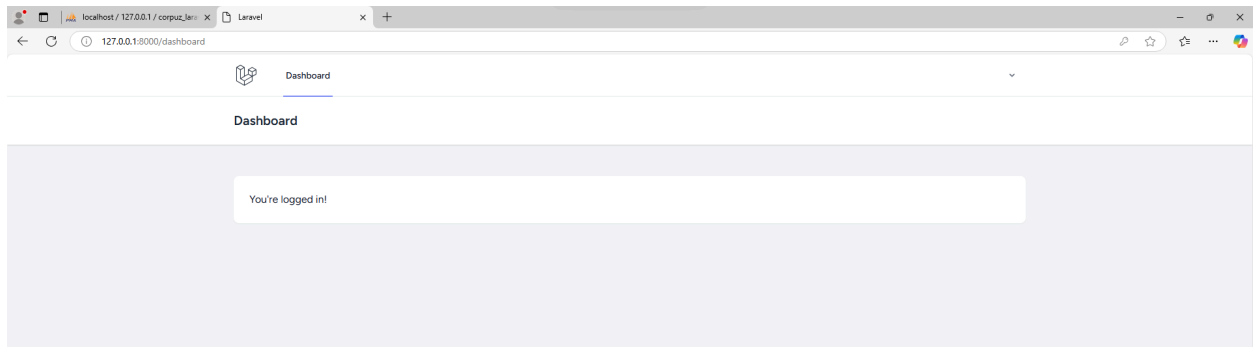 localhost / 127.0.0.1 / corpuz_lara
Laravel
127.0.0.1:8000/dashboard
Dashboard
Dashboard
You're logged in!